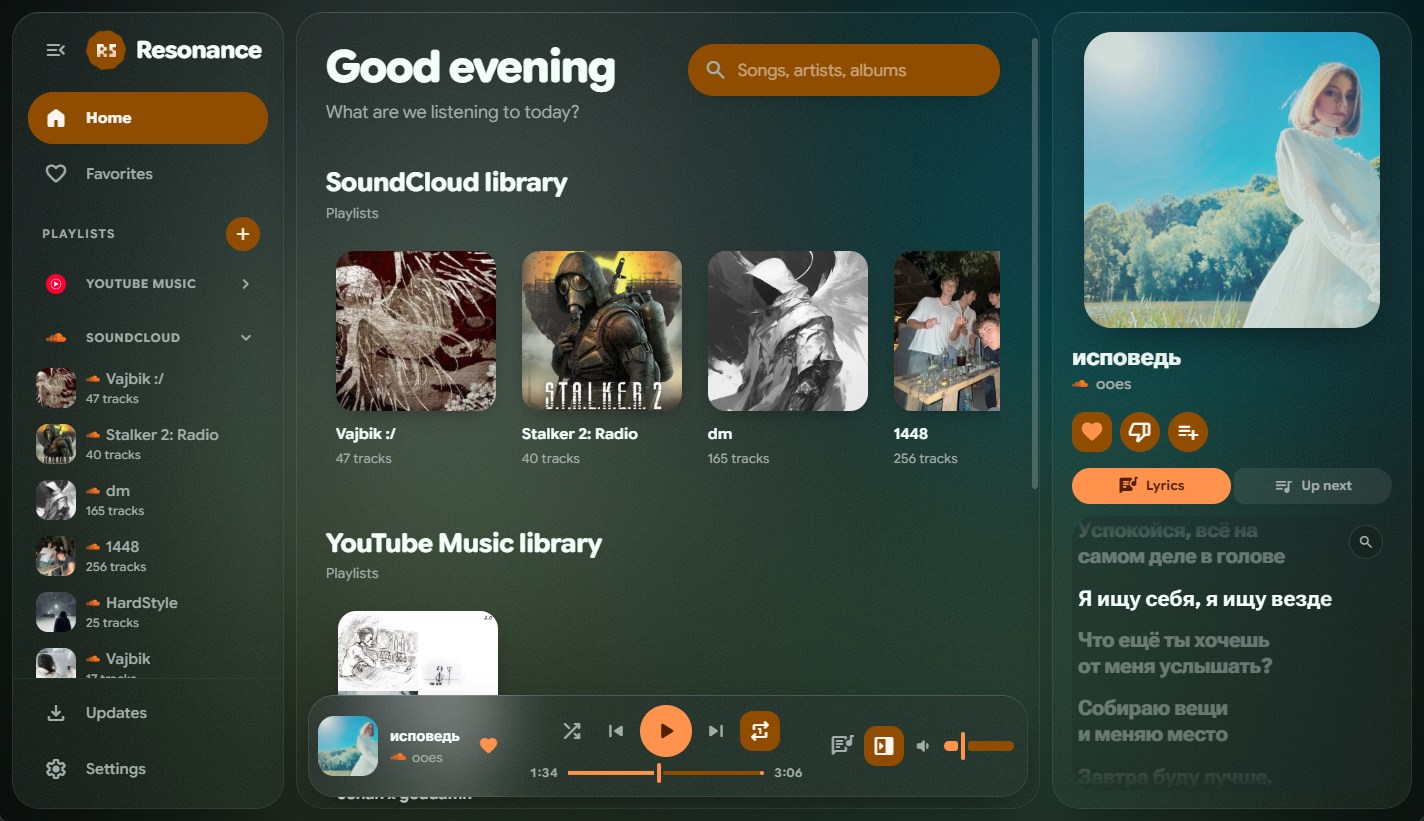 RS Resonance
Home
Favorites
PLAYLISTS
YOUTUBE MUSIC
SOUNDCLOUD
Vajbik :/
47 tracks
Stalker 2: Radio
40 tracks
dm
165 tracks
1448
256 tracks
HardStyle
25 tracks
Vajbik
17 tracks
Updates
Settings
Good evening
What are we listening to today?
Songs, artists, albums
SoundCloud library
Playlists
S.T.A.L.K.E.R. 2
Vajbik :/
47 tracks
Stalker 2: Radio
40 tracks
dm
165 tracks
1448
256 tracks
YouTube Music library
Playlists
исповедь
ooes
1:34
3:06
исповедь
ooes
Lyrics
Up next
Успокойся, всё на
самом деле в голове
Я ищу себя, я ищу везде
Что ещё ты хочешь
от меня услышать?
Собираю вещи
и меняю место
Завтра буду лучше,